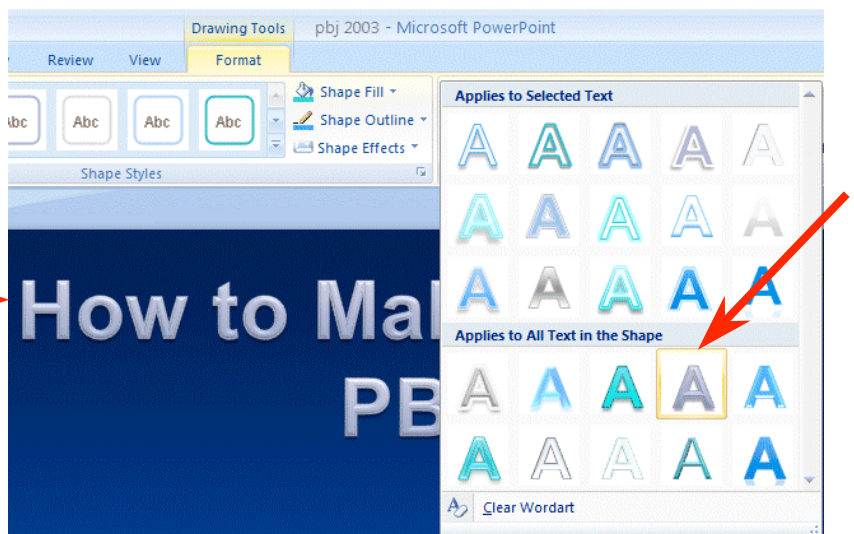 Drawing Tools pbj 2003 - Microsoft PowerPoint
Review View Format
Shape Fill
Abc Abc Abc Abc Shape Outline
Shape Effects
Shape Styles
Applies to Selected Text
A A A A A
A A A A A
A A A A A
Applies to All Text in the Shape
A A A A A
A A A A A
Clear Wordart
How to Mak
PB